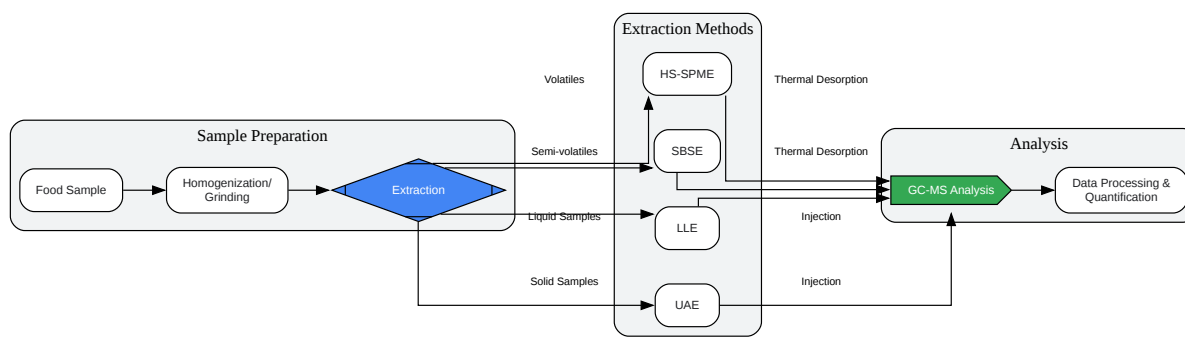 Sample Preparation
Food Sample
Homogenization/
Grinding
Extraction
Volatiles
Semi-volatiles
Liquid Samples
Solid Samples
Extraction Methods
HS-SPME
SBSE
LLE
UAE
Thermal Desorption
Thermal Desorption
Injection
Injection
Analysis
GC-MS Analysis
Data Processing &
Quantification